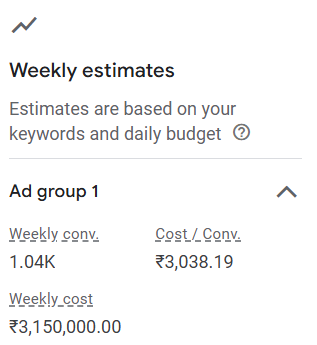 Weekly estimates
Estimates are based on your
keywords and daily budget
Ad group 1
Weekly conv. Cost / Conv.
1.04K ₹3,038.19
Weekly cost
₹3,150,000.00